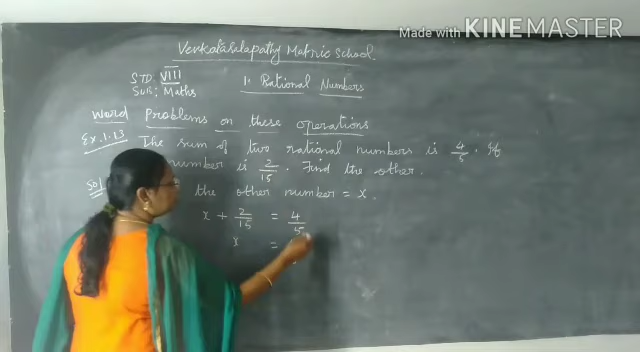 Made with KINEMASTER
Venkatasalapathy Matric School.
STD: VIII
SUB: Maths
1. Rational Numbers
Word Problems on these operations
Ex.1.13 The sum of two rational numbers is 4/5. If
number is 2/15. Find the other.
Sol the other number = x.
x + 2/15 = 4/5
x =